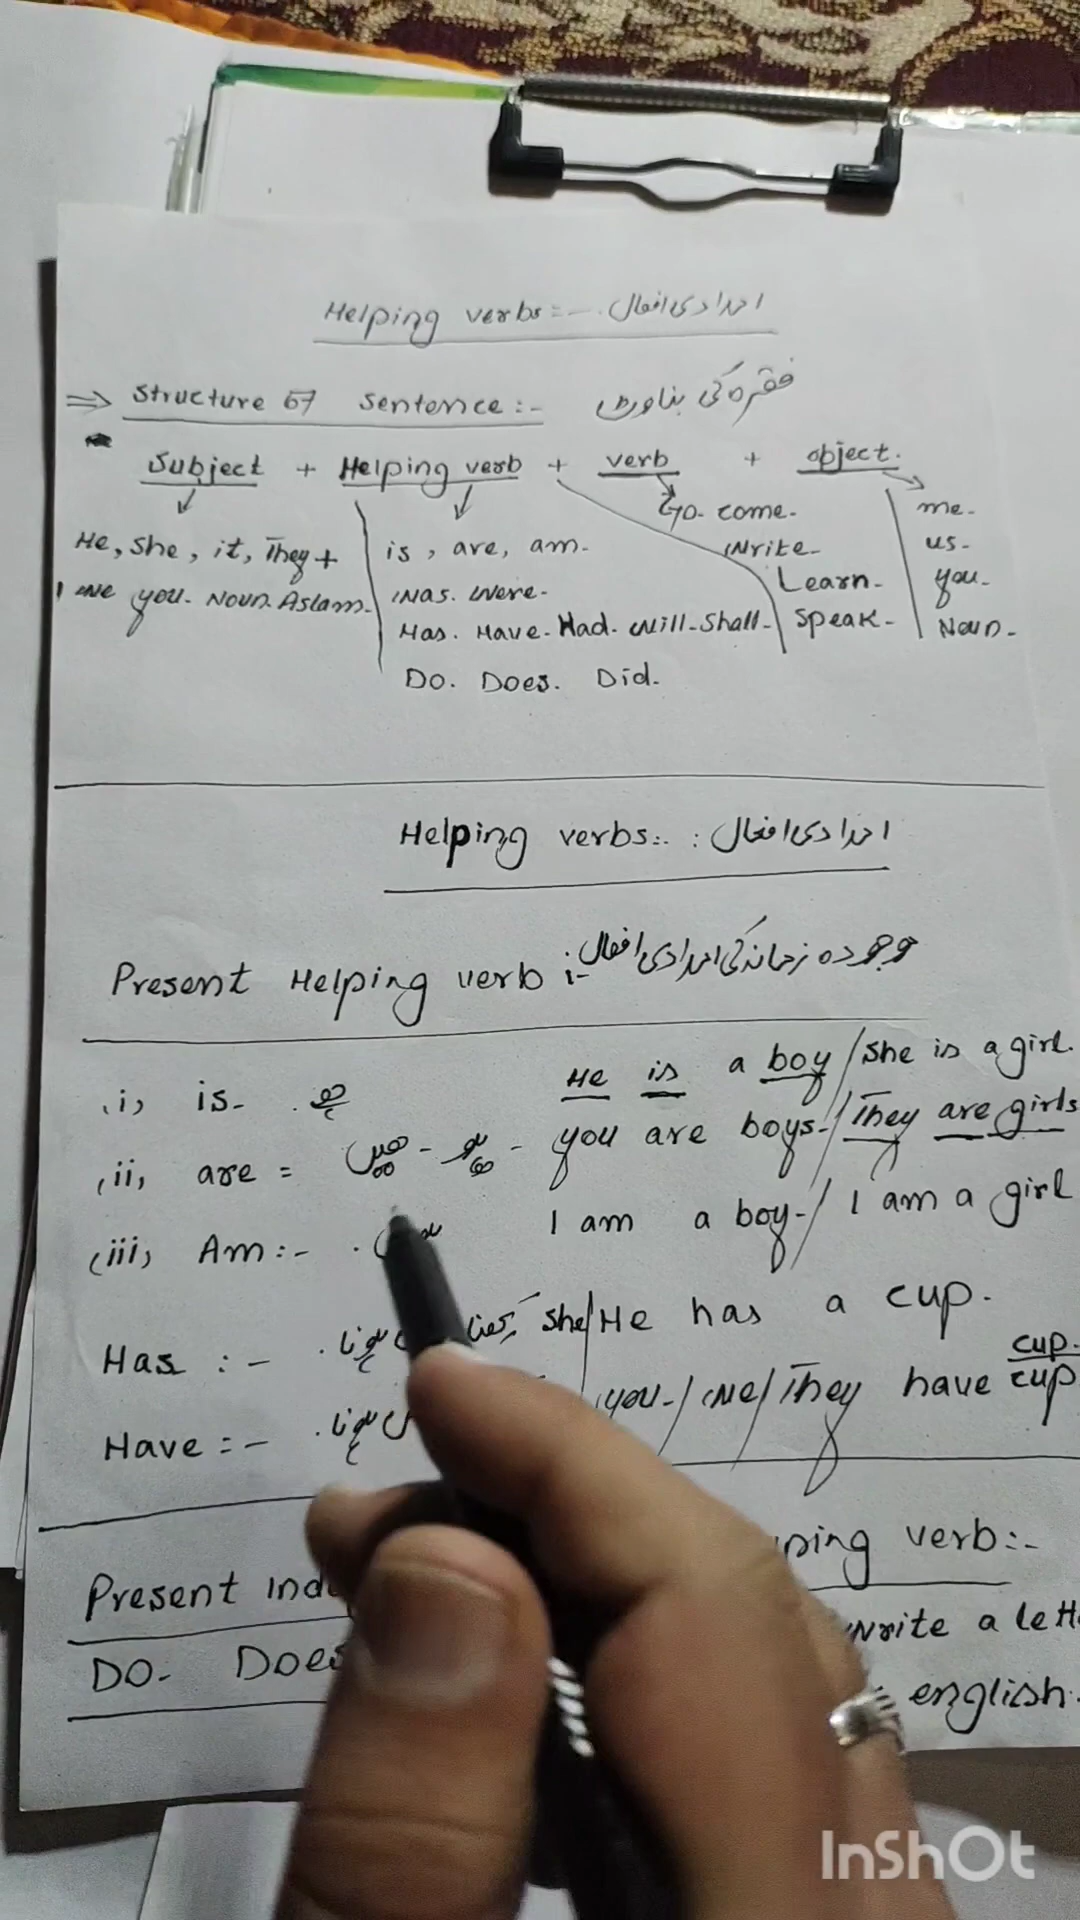 Helping verbs:- امدادی افعال
⇒ Structure of Sentence:- فقره کی بناوٹ
Subject + Helping verb + verb + object.
He, She, it, They + is, are, am. Go. come. me.
I we you. Noun. Aslam. Was. Were. Write. us.
Has. Have. Had. Will. Shall. Learn. you.
Do. Does. Did. Speak. Noun.
Helping verbs:: امدادی افعال
Present Helping verb :- موجوده زمانہ کی امدادی افعال
(i) is- ہے. He is a boy / She is a girl.
(ii) are = ہیں - ہو - you are boys- / They are girls
(iii) Am:- I am a boy- / I am a girl
Has :- ہونا She/He has a cup.
cup.
Have :- ہونا you-/we/They have cup
verb:-
Present
Do- Does write a
english.
InShOt